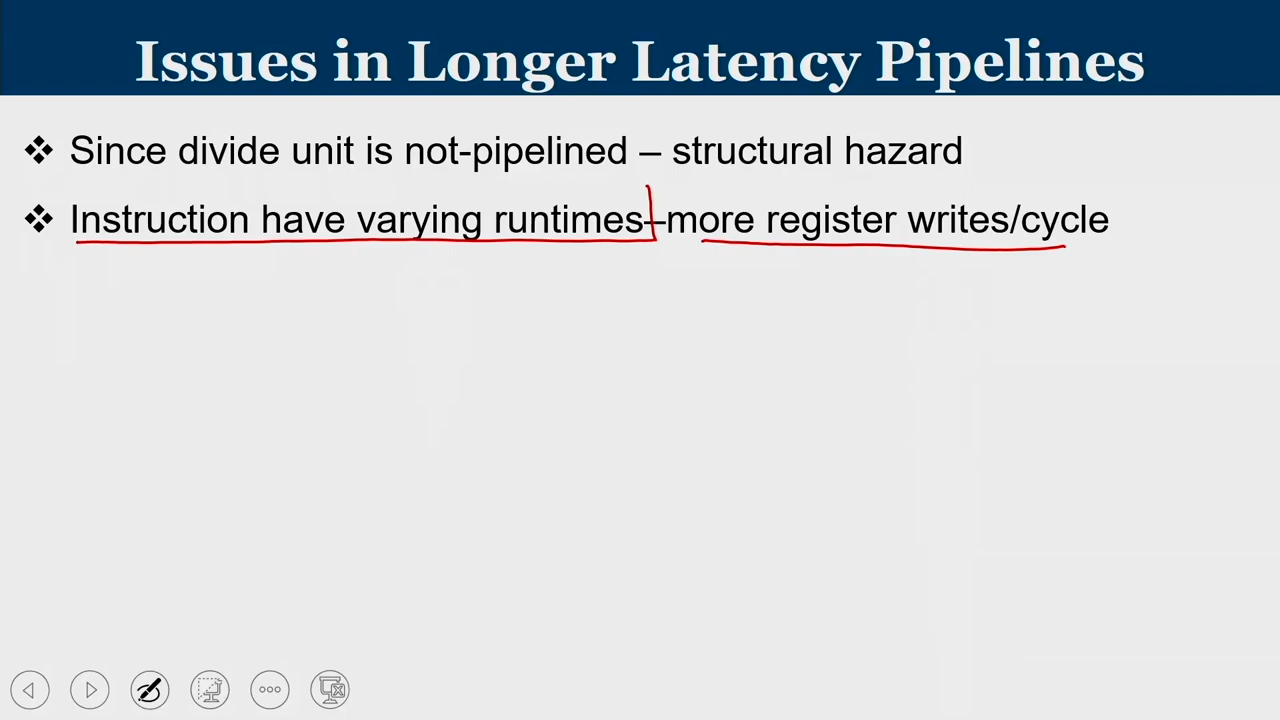 Issues in Longer Latency Pipelines
❖ Since divide unit is not-pipelined – structural hazard
❖ Instruction have varying runtimes–more register writes/cycle